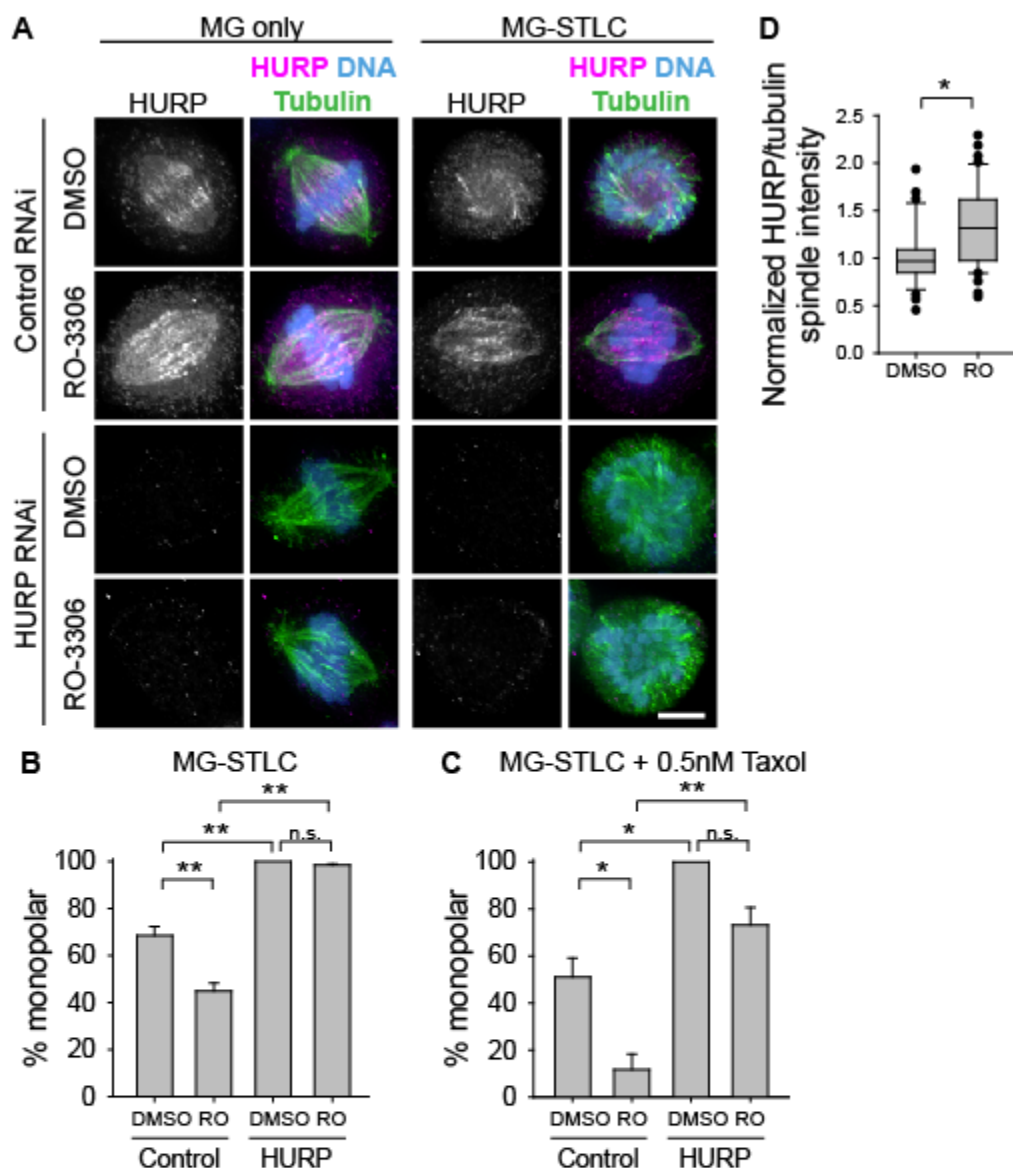 A
MG only
MG-STLC
HURP
HURP DNA
Tubulin
HURP
HURP DNA
Tubulin
Control RNAi
DMSO
RO-3306
HURP RNAi
DMSO
RO-3306
D
Normalized HURP/tubulin
spindle intensity
*
2.5
2.0
1.5
1.0
0.5
0.0
DMSO RO
B
MG-STLC
**
**
n.s.
**
% monopolar
100
80
60
40
20
0
DMSO RO DMSO RO
Control HURP
C
MG-STLC + 0.5nM Taxol
**
*
n.s.
*
% monopolar
100
80
60
40
20
0
DMSO RO DMSO RO
Control HURP